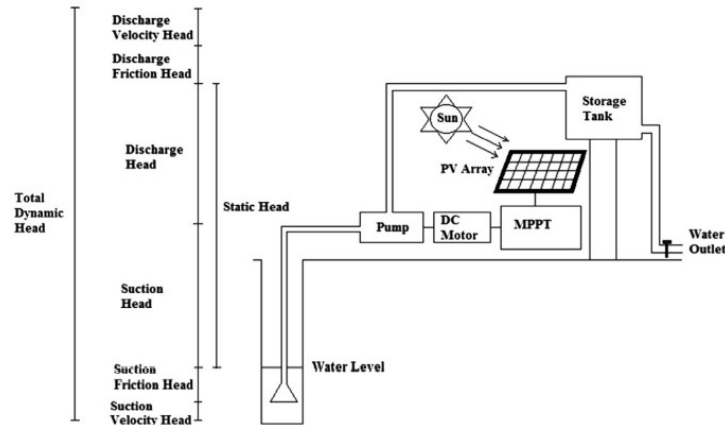 Discharge
Velocity Head
Discharge
Friction Head
Discharge
Head
Total
Dynamic
Head
Static Head
Suction
Head
Suction
Friction Head
Suction
Velocity Head
Sun
PV Array
Storage
Tank
Pump
DC
Motor
MPPT
Water
Outlet
Water Level